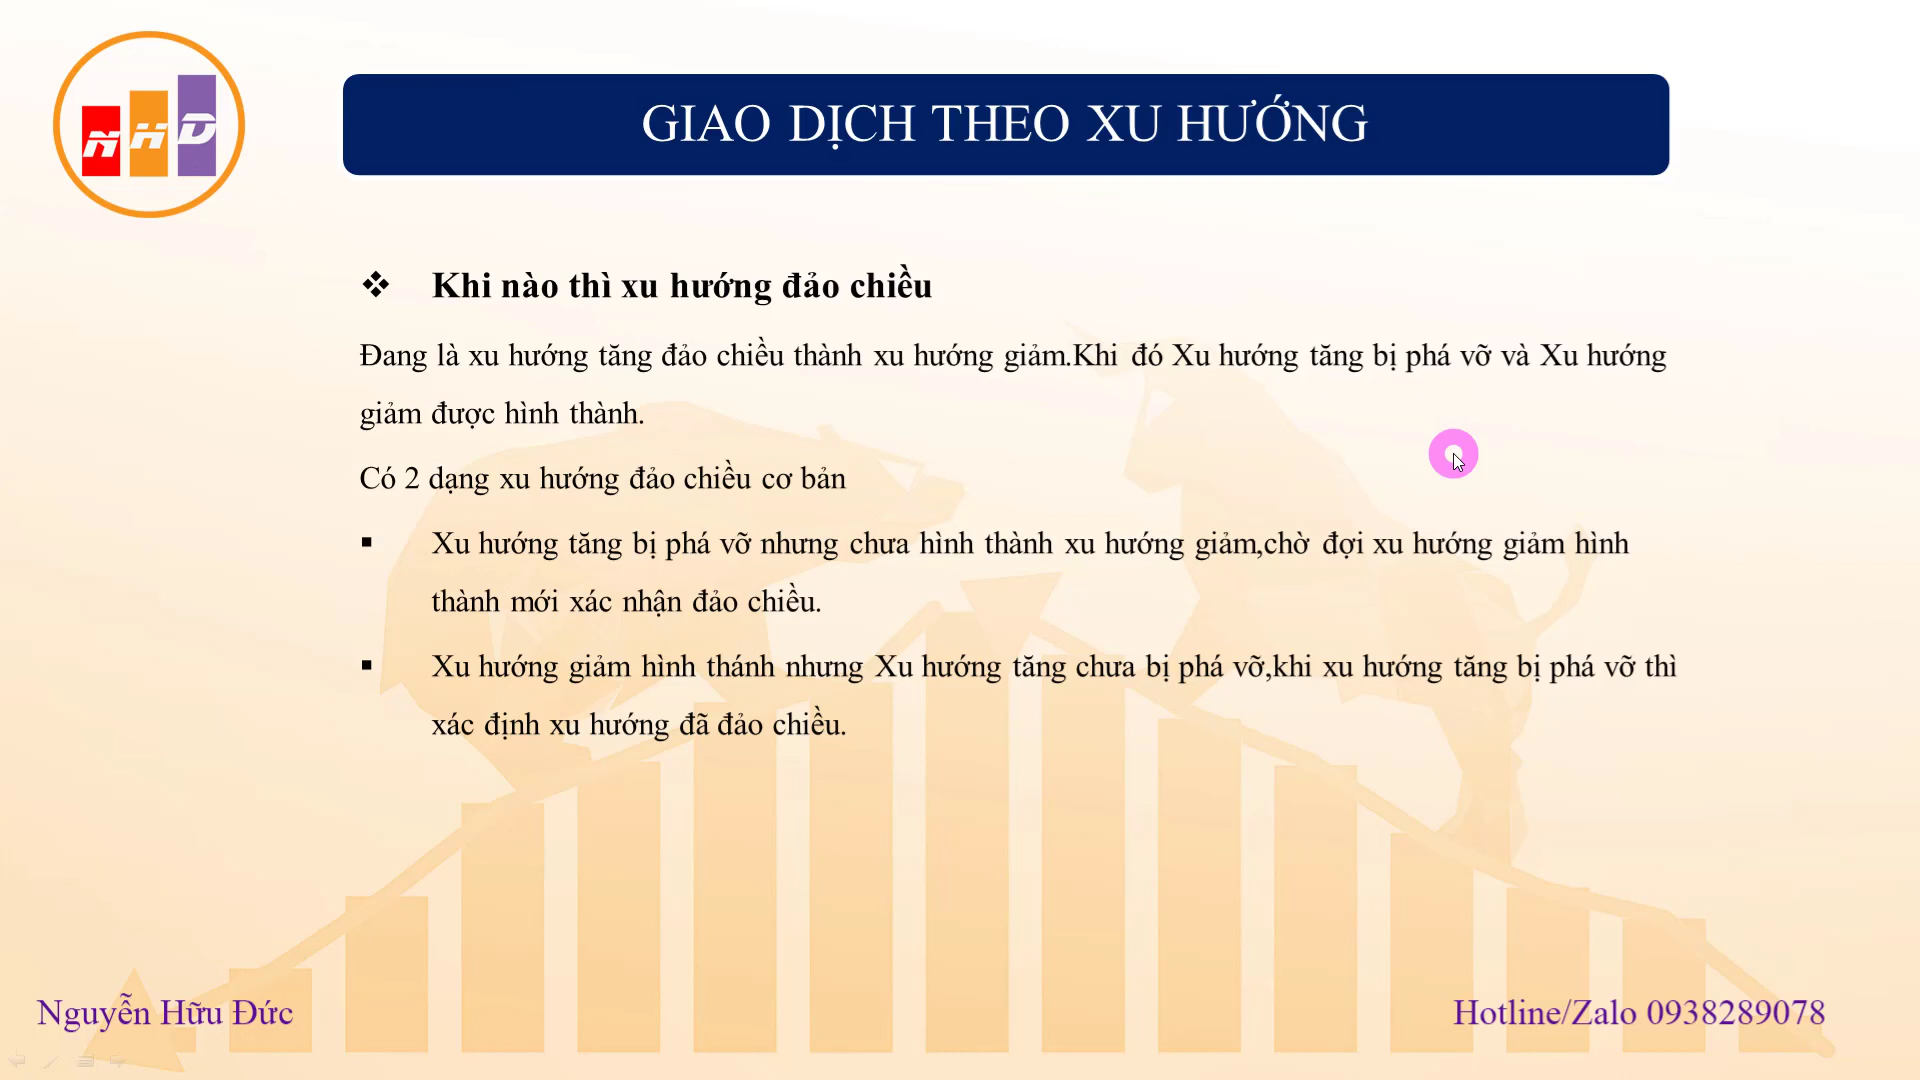 NHD
GIAO DỊCH THEO XU HƯỚNG
Khi nào thì xu hướng đảo chiều
Đang là xu hướng tăng đảo chiều thành xu hướng giảm.Khi đó Xu hướng tăng bị phá vỡ và Xu hướng
giảm được hình thành.
Có 2 dạng xu hướng đảo chiều cơ bản
Xu hướng tăng bị phá vỡ nhưng chưa hình thành xu hướng giảm,chờ đợi xu hướng giảm hình
thành mới xác nhận đảo chiều.
Xu hướng giảm hình thánh nhưng Xu hướng tăng chưa bị phá vỡ,khi xu hướng tăng bị phá vỡ thì
xác định xu hướng đã đảo chiều.
Nguyễn Hữu Đức
Hotline/Zalo 0938289078